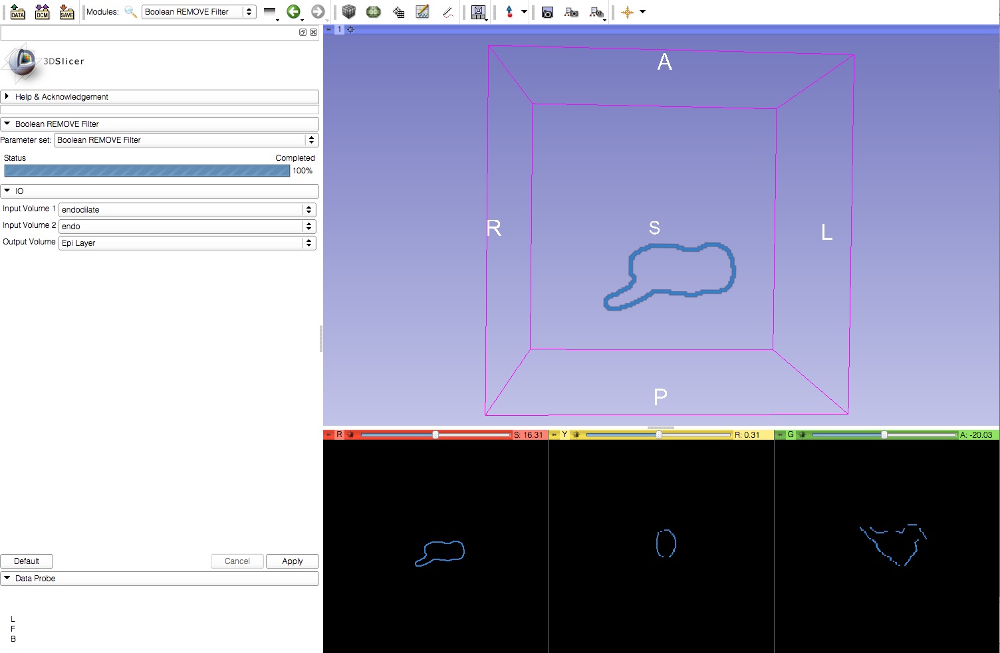 DATA DCM SAVE Modules: Boolean REMOVE Filter
1
3DSlicer
Help & Acknowledgement
Boolean REMOVE Filter
Parameter set: Boolean REMOVE Filter
Status Completed
100%
IO
Input Volume 1 endodilate
Input Volume 2 endo
Output Volume Epi Layer
Default Cancel Apply
Data Probe
L
F
B
A
R S L
P
R S: 16.31 Y R: 0.31 G A: -20.03